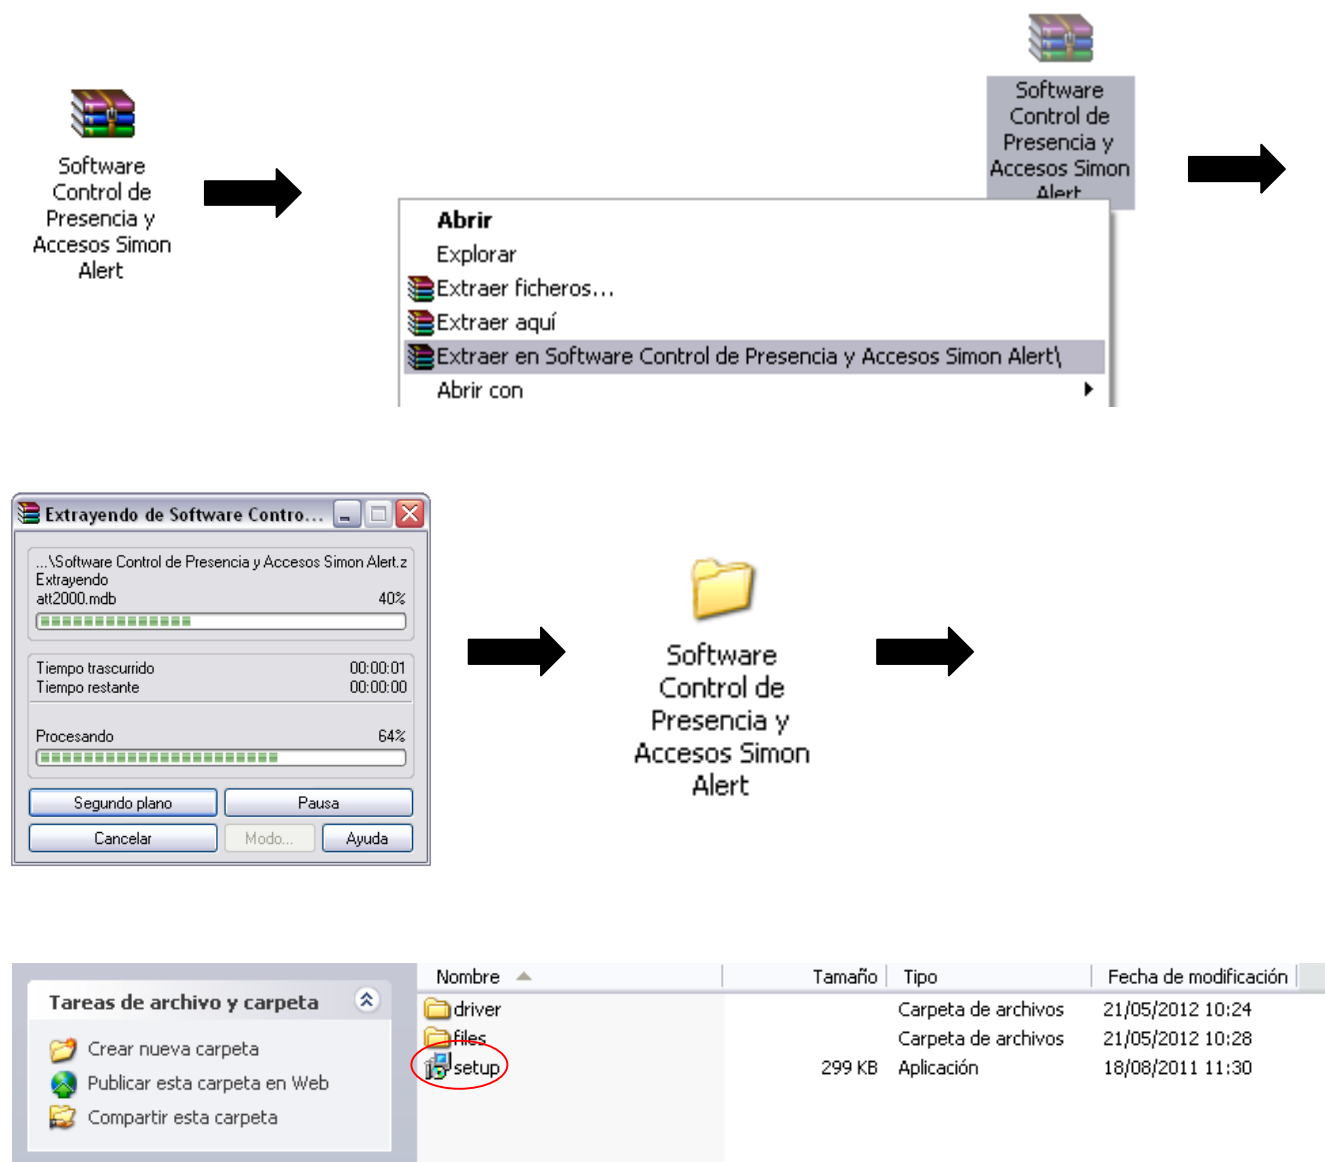 Software
Control de
Presencia y
Accesos Simon
Alert
Software
Control de
Presencia y
Accesos Simon
Alert
Abrir
Explorar
Extraer ficheros...
Extraer aquí
Extraer en Software Control de Presencia y Accesos Simon Alert\
Abrir con
Extrayendo de Software Contro...
...\Software Control de Presencia y Accesos Simon Alert.z
Extrayendo
att2000.mdb 40%
Tiempo trascurrido 00:00:01
Tiempo restante 00:00:00
Procesando 64%
Segundo plano Pausa
Cancelar Modo... Ayuda
Software
Control de
Presencia y
Accesos Simon
Alert
Tareas de archivo y carpeta
Crear nueva carpeta
Publicar esta carpeta en Web
Compartir esta carpeta
Nombre Tamaño Tipo Fecha de modificación
driver Carpeta de archivos 21/05/2012 10:24
files Carpeta de archivos 21/05/2012 10:28
setup 299 KB Aplicación 18/08/2011 11:30